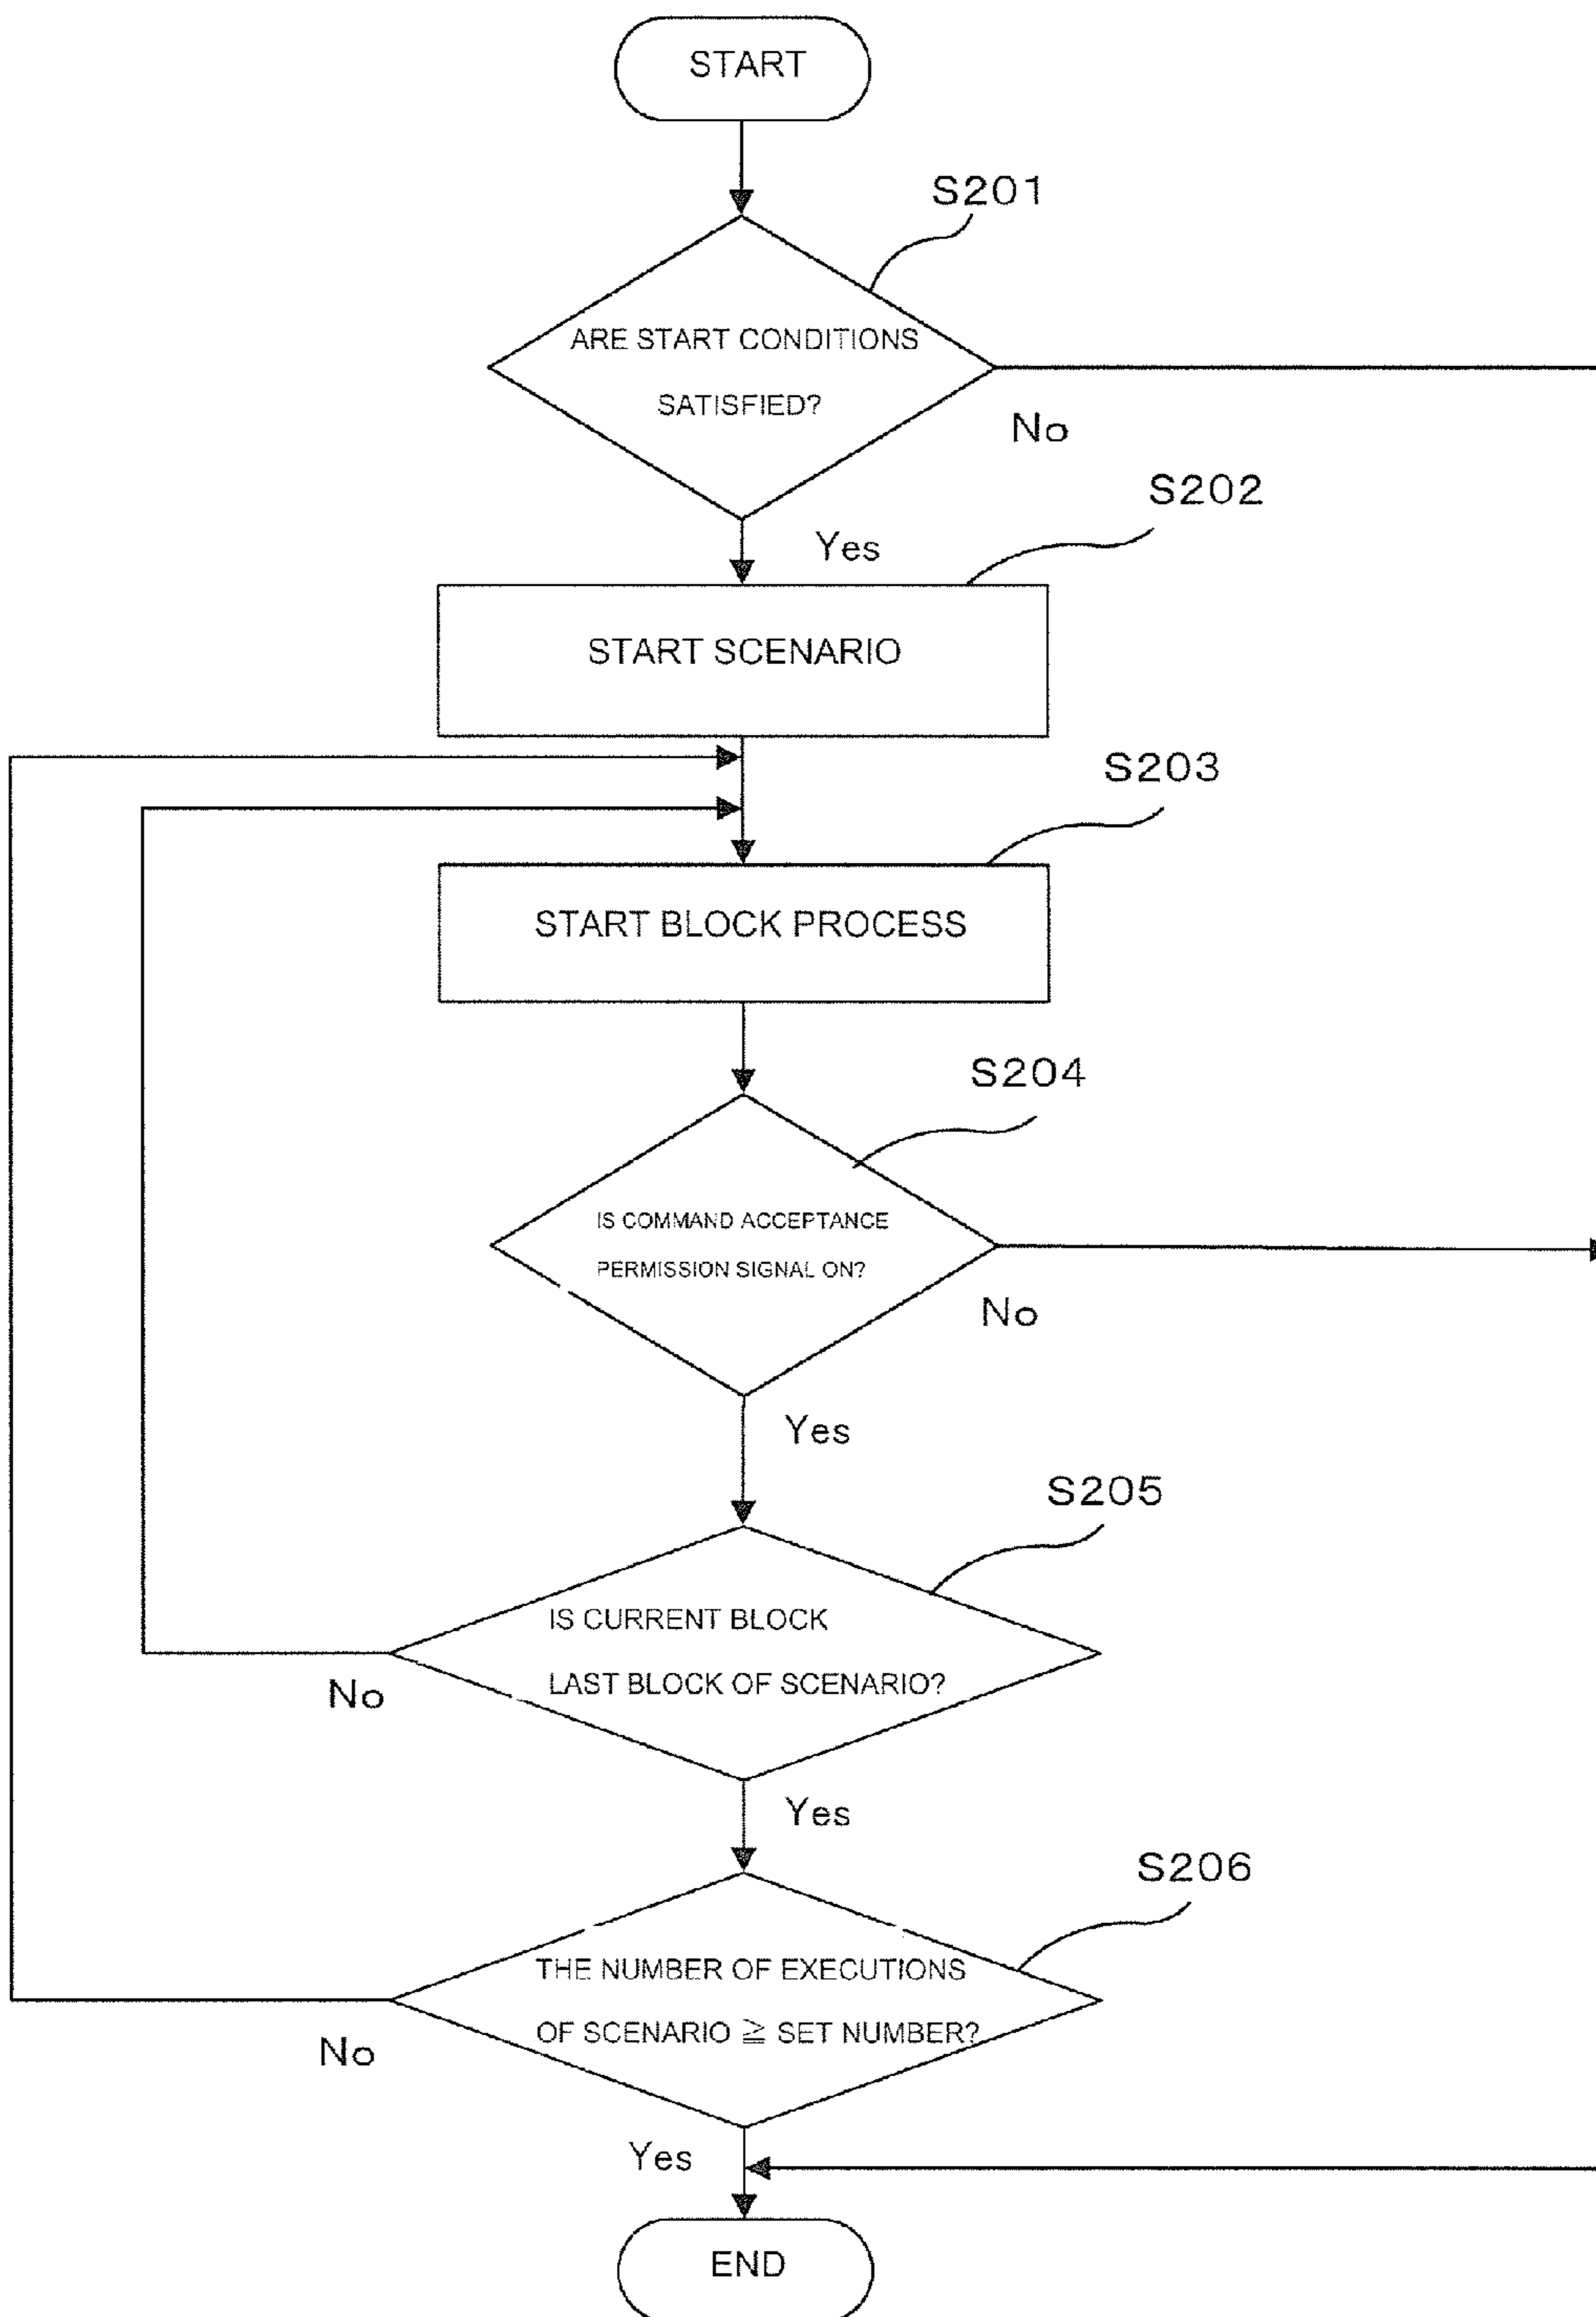 START
S201
ARE START CONDITIONS
SATISFIED?
No
S202
Yes
START SCENARIO
S203
START BLOCK PROCESS
S204
IS COMMAND ACCEPTANCE
PERMISSION SIGNAL ON?
No
Yes
S205
IS CURRENT BLOCK
LAST BLOCK OF SCENARIO?
No
Yes
S206
THE NUMBER OF EXECUTIONS
OF SCENARIO ≧ SET NUMBER?
No
Yes
END